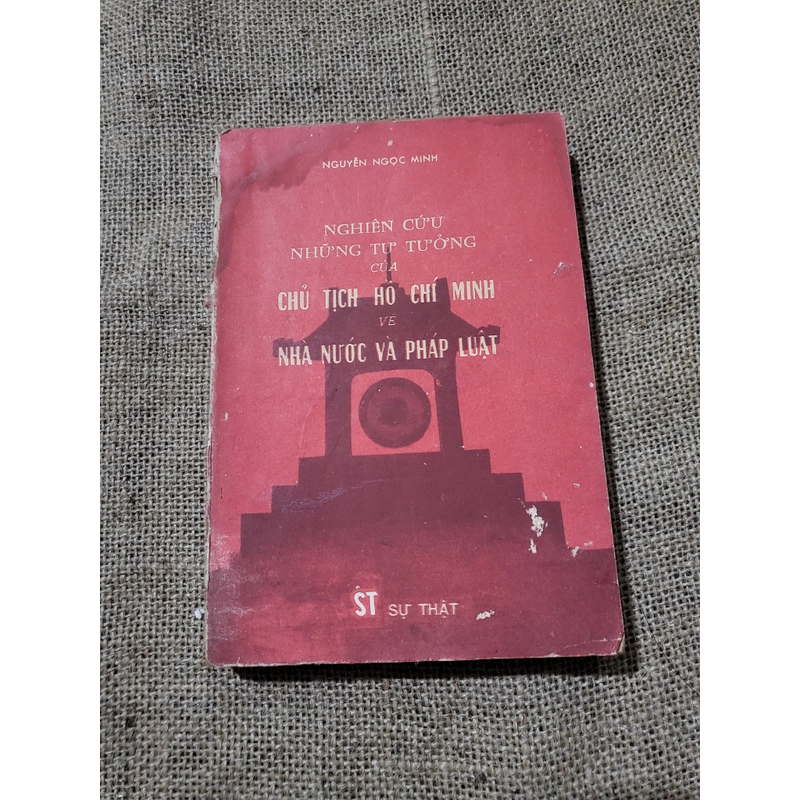 NGUYỄN NGỌC MINH
NGHIÊN CỨU
NHỮNG TƯ TƯỞNG
CỦA
CHỦ TỊCH HỒ CHÍ MINH
VỀ
NHÀ NƯỚC VÀ PHÁP LUẬT
ST SỰ THẬT